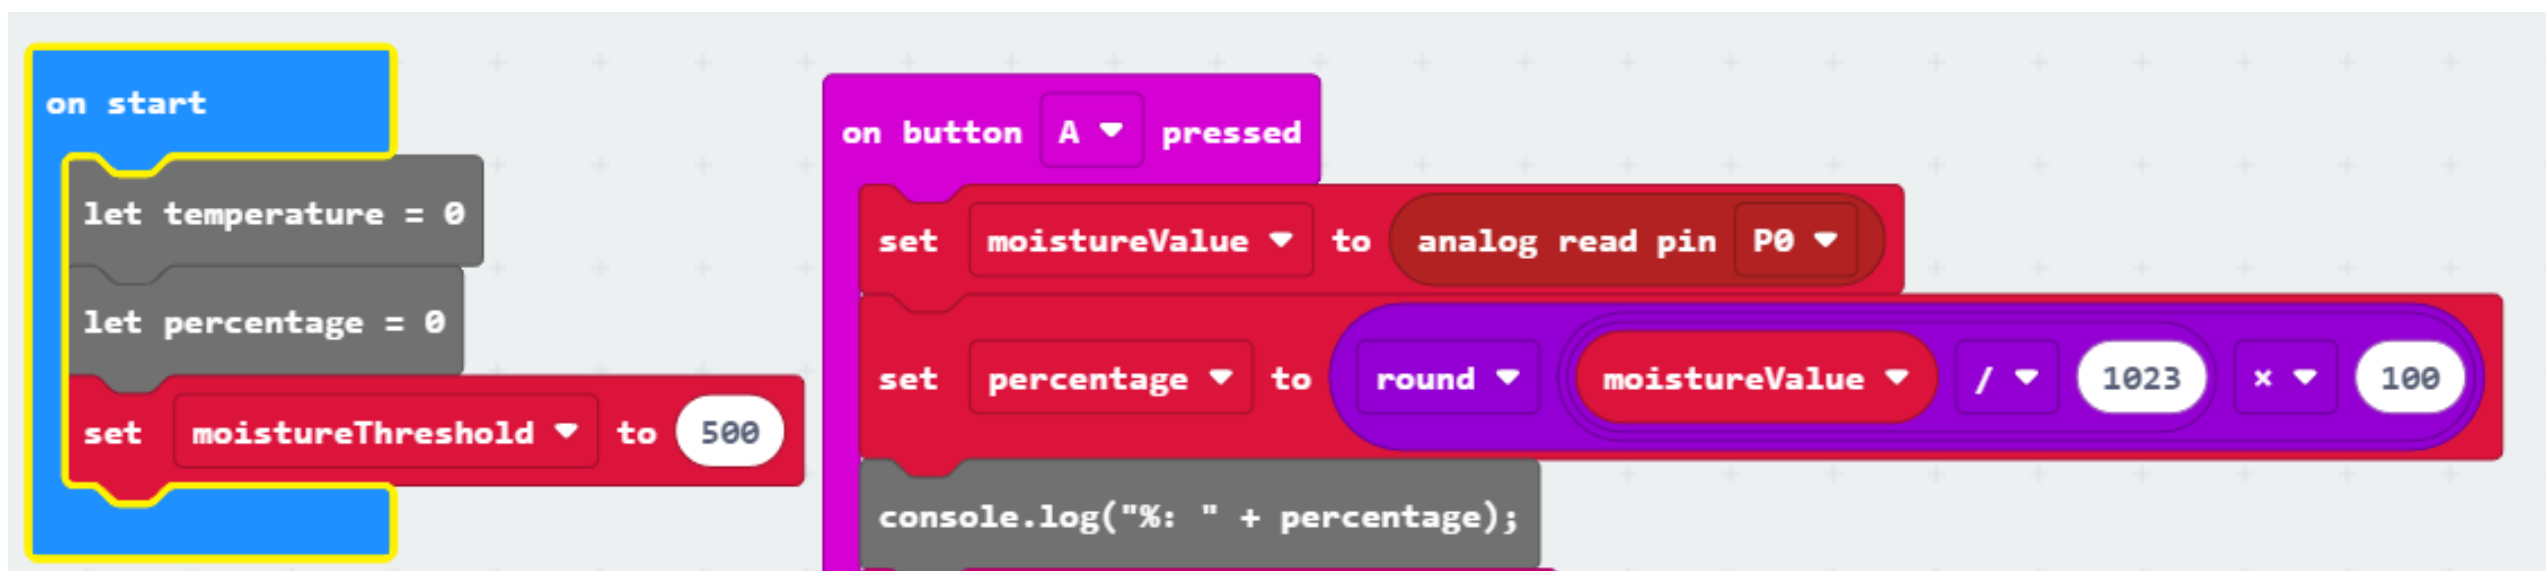 on start
let temperature = 0
let percentage = 0
set moistureThreshold to 500
on button A pressed
set moistureValue to analog read pin P0
set percentage to round moistureValue / 1023 × 100
console.log("%: " + percentage);